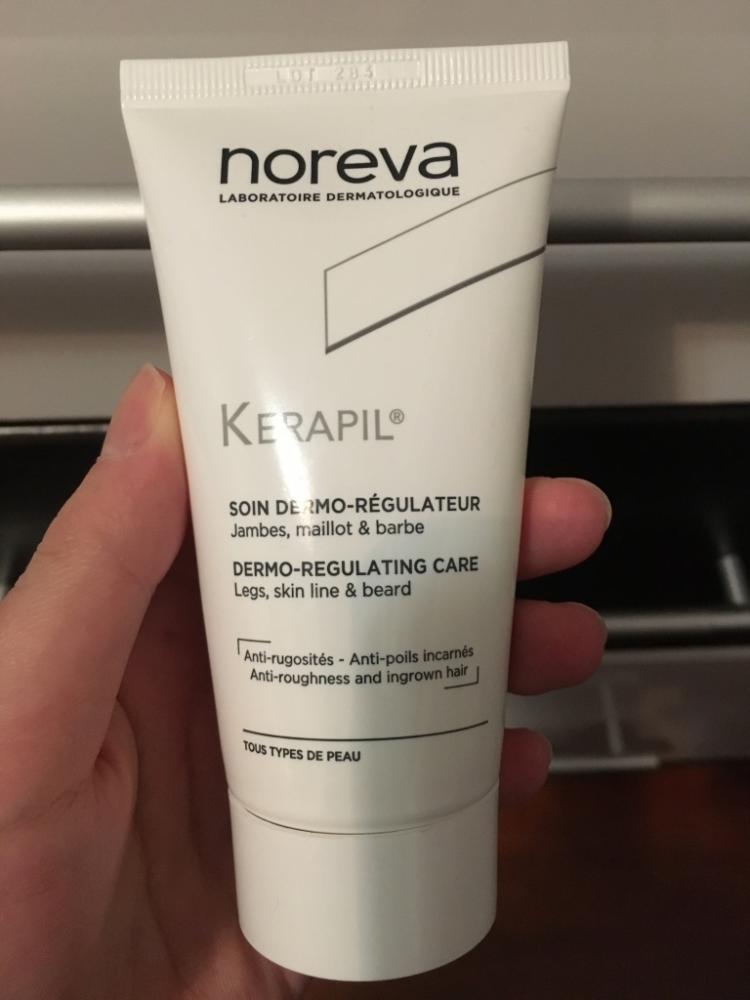 LOT 284
noreva
LABORATOIRE DERMATOLOGIQUE
KERAPIL®
SOIN DERMO-RÉGULATEUR
Jambes, maillot & barbe
DERMO-REGULATING CARE
Legs, skin line & beard
Anti-rugosités - Anti-poils incarnés
Anti-roughness and ingrown hair
TOUS TYPES DE PEAU